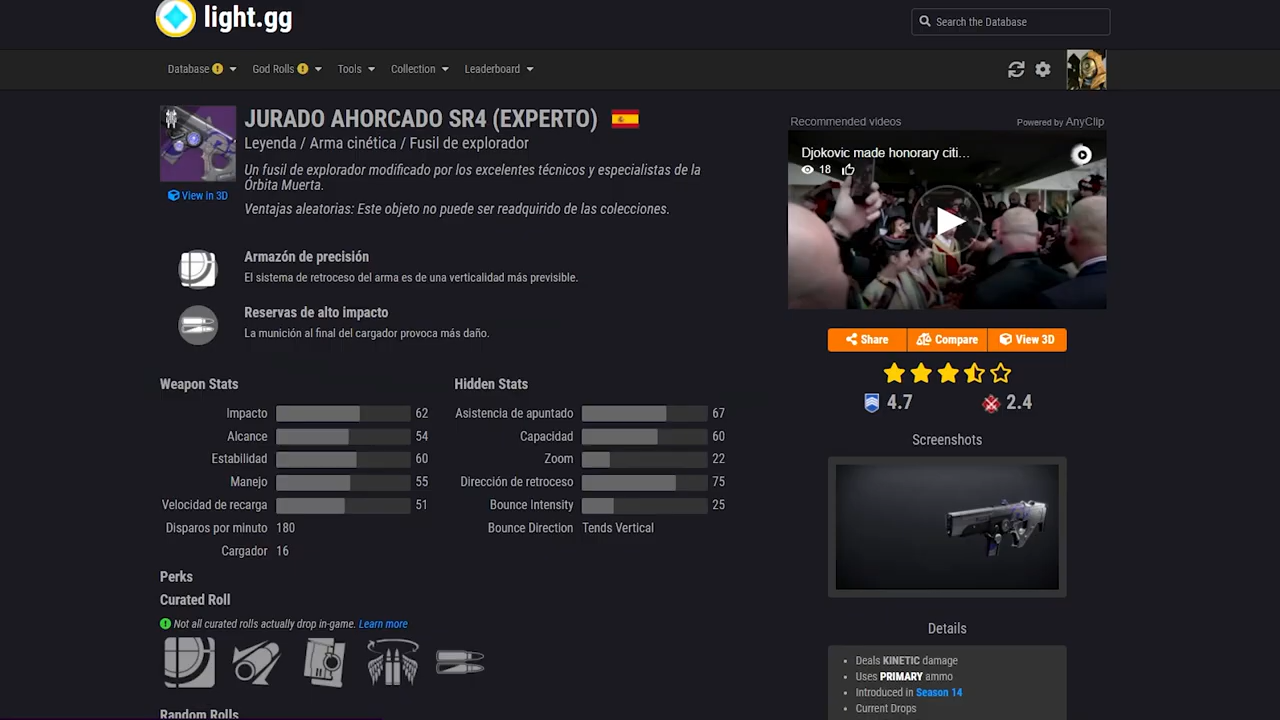 light.gg
Search the Database
Database
God Rolls
Tools
Collection
Leaderboard
JURADO AHORCADO SR4 (EXPERTO)
Leyenda / Arma cinética / Fusil de explorador
Un fusil de explorador modificado por los excelentes técnicos y especialistas de la
Órbita Muerta.
Ventajas aleatorias: Este objeto no puede ser readquirido de las colecciones.
View in 3D
Armazón de precisión
El sistema de retroceso del arma es de una verticalidad más previsible.
Reservas de alto impacto
La munición al final del cargador provoca más daño.
Weapon Stats
Impacto 62
Alcance 54
Estabilidad 60
Manejo 55
Velocidad de recarga 51
Disparos por minuto 180
Cargador 16
Hidden Stats
Asistencia de apuntado 67
Capacidad 60
Zoom 22
Dirección de retroceso 75
Bounce Intensity 25
Bounce Direction Tends Vertical
Perks
Curated Roll
Not all curated rolls actually drop in-game. Learn more
Random Rolls
Recommended videos
Powered by AnyClip
Djokovic made honorary citi...
18
Share
Compare
View 3D
4.7
2.4
Screenshots
Details
Deals KINETIC damage
Uses PRIMARY ammo
Introduced in Season 14
Current Drops